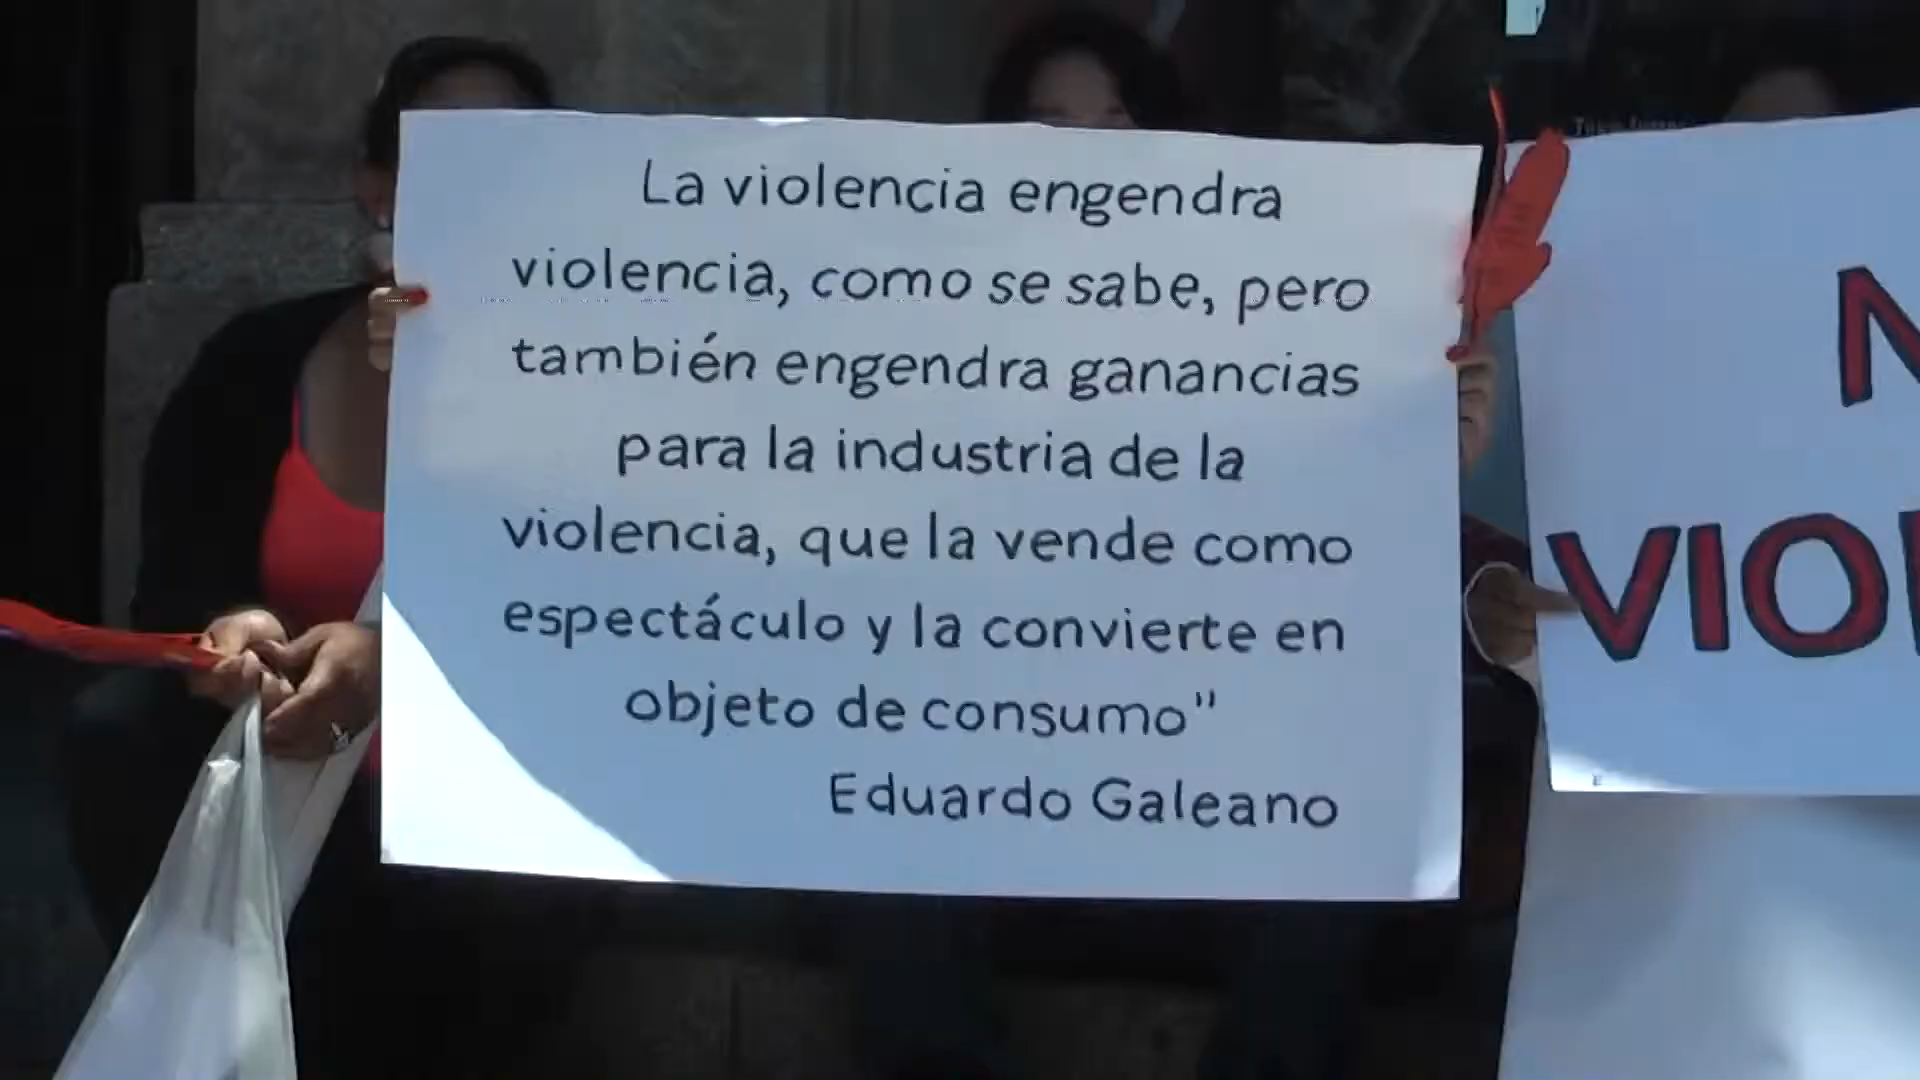 La violencia engendra
violencia, como se sabe, pero
también engendra ganancias
para la industria de la
violencia, que la vende como
espectáculo y la convierte en
objeto de consumo"
Eduardo Galeano
N
VIOL